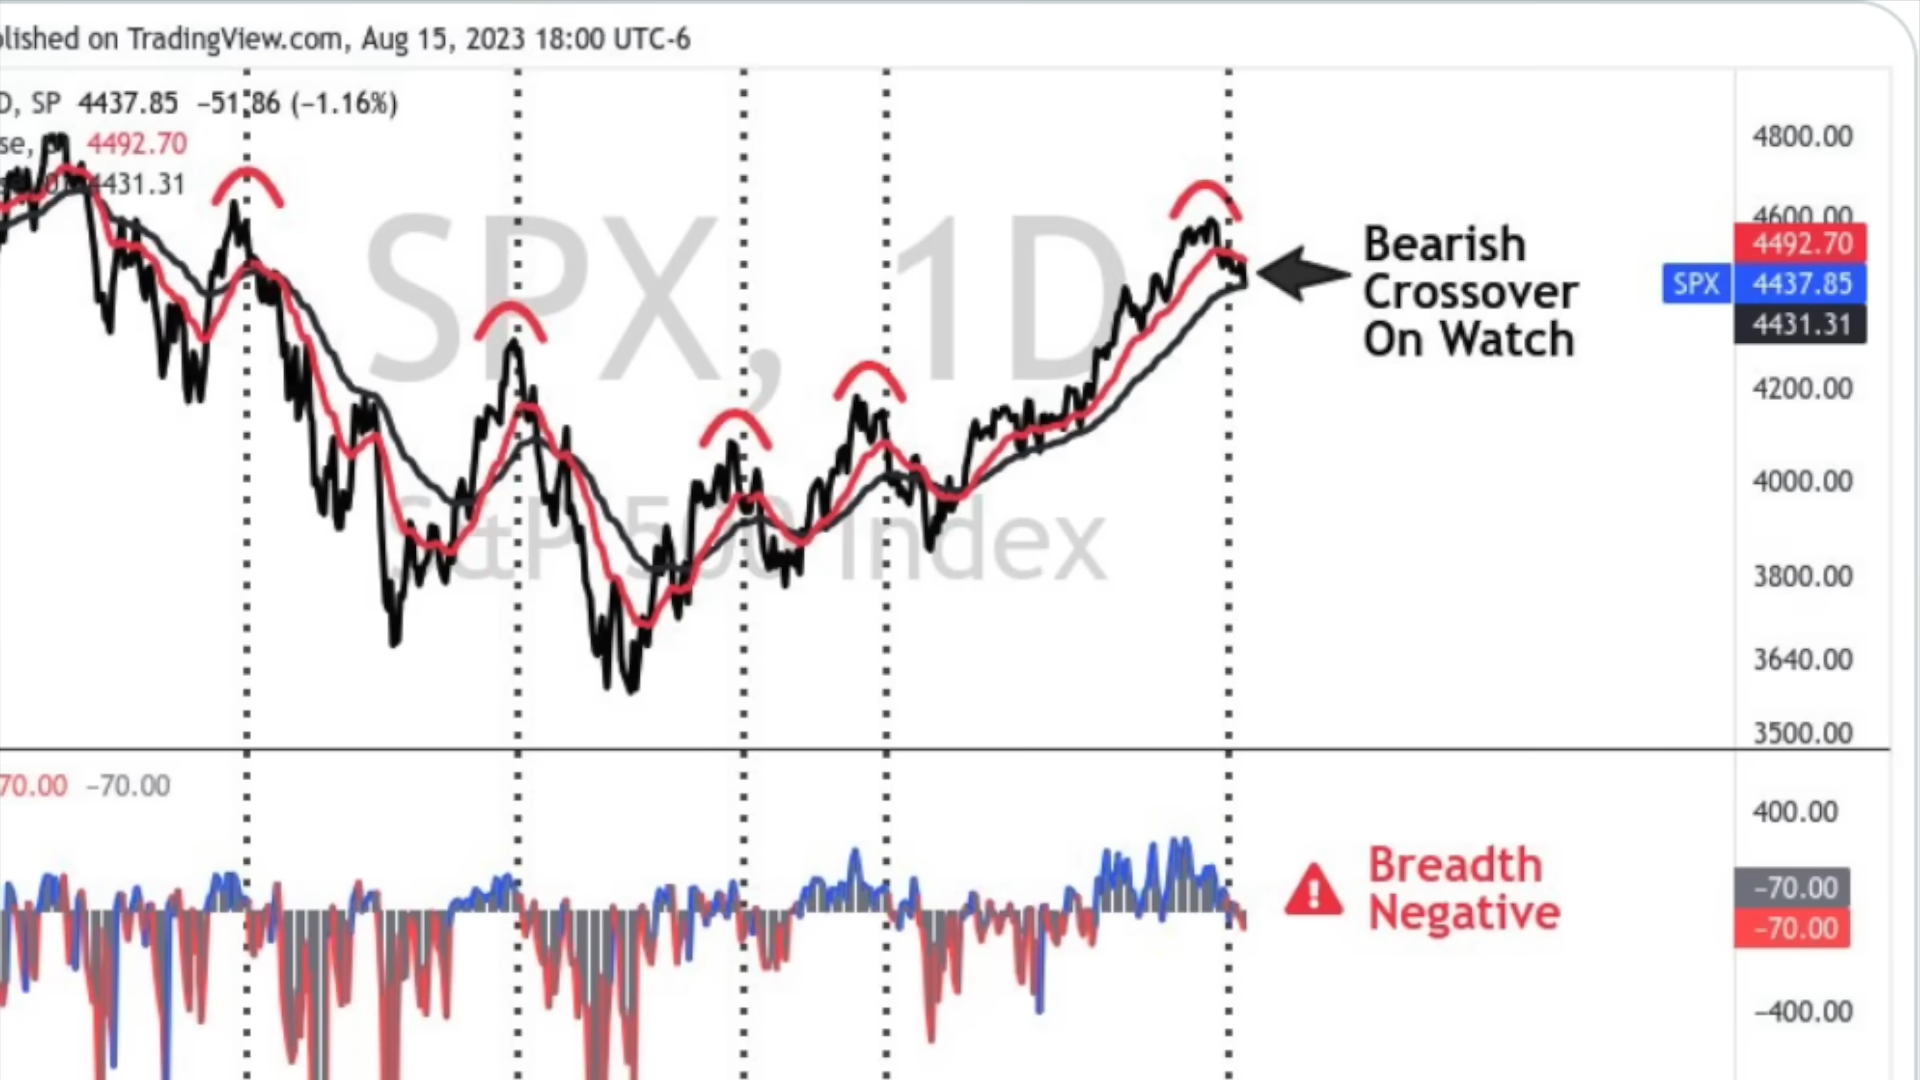 lished on TradingView.com, Aug 15, 2023 18:00 UTC-6
D, SP 4437.85 −51.86 (−1.16%)
se, 4492.70
4431.31
SPX, 1D
S&P 500 Index
Bearish
Crossover
On Watch
4800.00
4600.00
4492.70
SPX 4437.85
4431.31
4200.00
4000.00
3800.00
3640.00
3500.00
70.00 −70.00
Breadth
Negative
400.00
−70.00
−70.00
−400.00